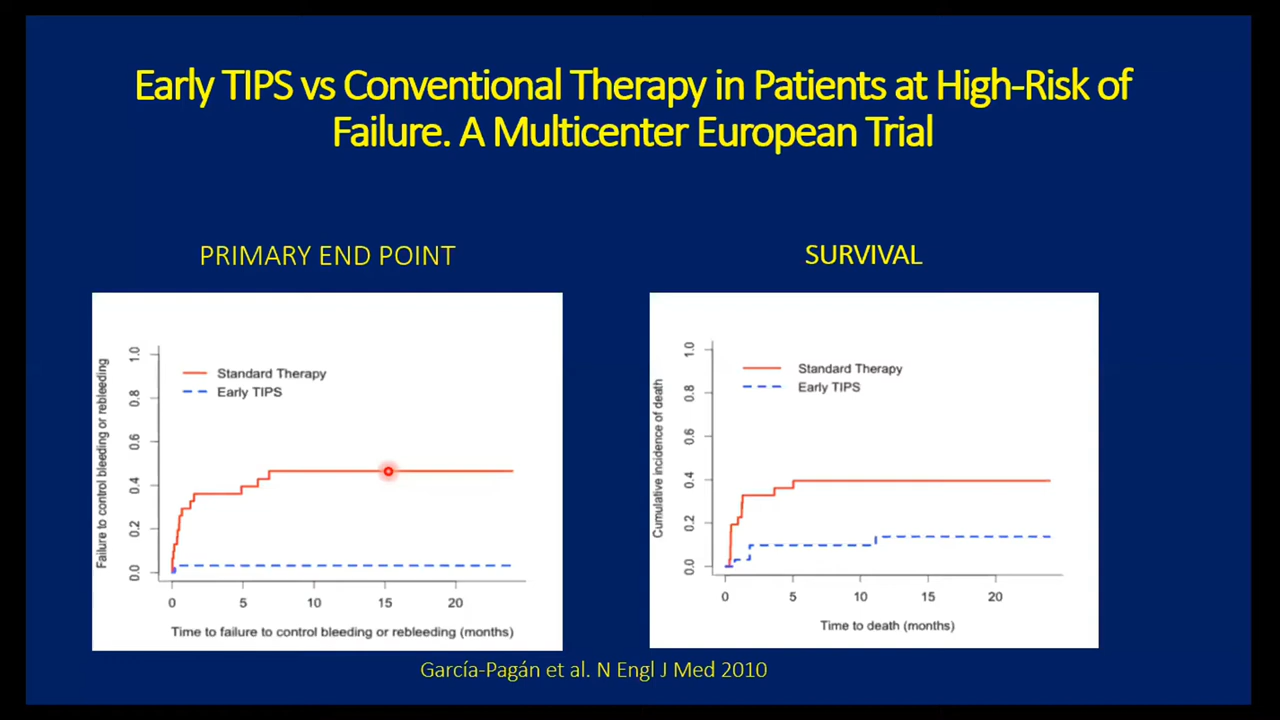 Early TIPS vs Conventional Therapy in Patients at High-Risk of
Failure. A Multicenter European Trial
PRIMARY END POINT
Failure to control bleeding or rebleeding
1.0
0.8
0.6
0.4
0.2
0.0
Standard Therapy
Early TIPS
0 5 10 15 20
Time to failure to control bleeding or rebleeding (months)
SURVIVAL
Cumulative incidence of death
1.0
0.8
0.6
0.4
0.2
0.0
Standard Therapy
Early TIPS
0 5 10 15 20
Time to death (months)
García-Pagán et al. N Engl J Med 2010